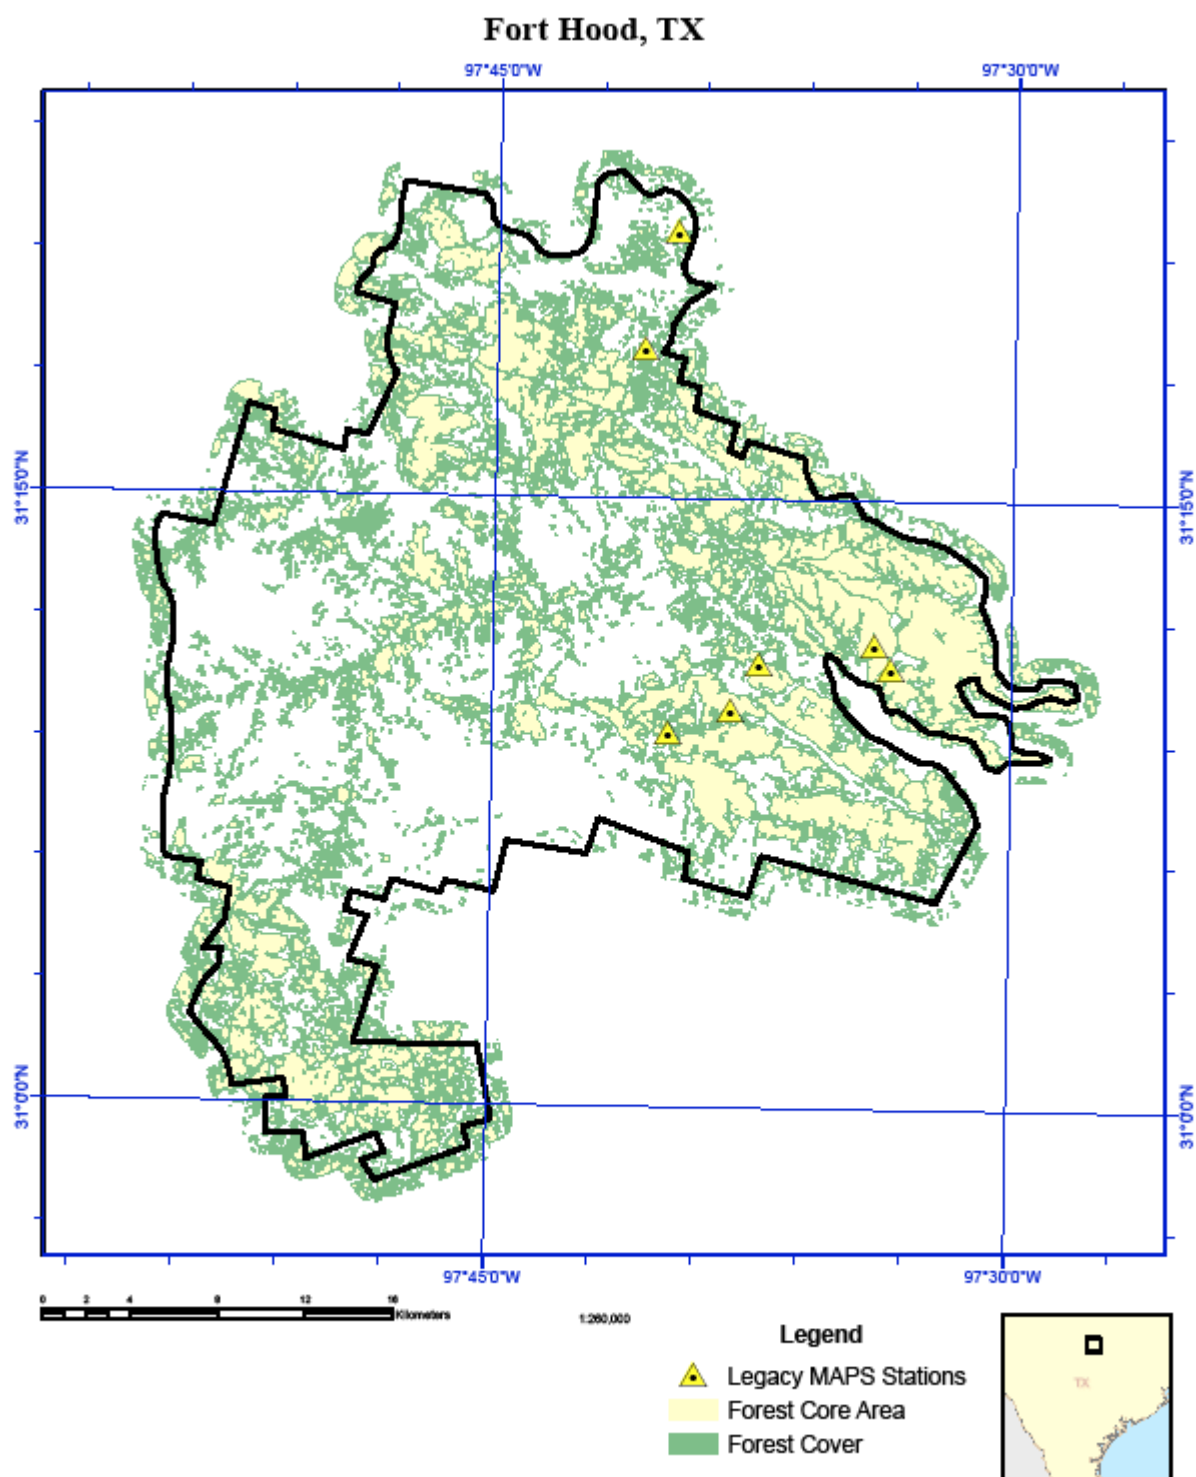 Fort Hood, TX
97°45'0"W 97°30'0"W
31°15'0"N 31°15'0"N
31°0'0"N 31°0'0"N
97°45'0"W 97°30'0"W
0 2 4 8 12 16
Kilometers
1:260,000
Legend
Legacy MAPS Stations
Forest Core Area
Forest Cover
TX